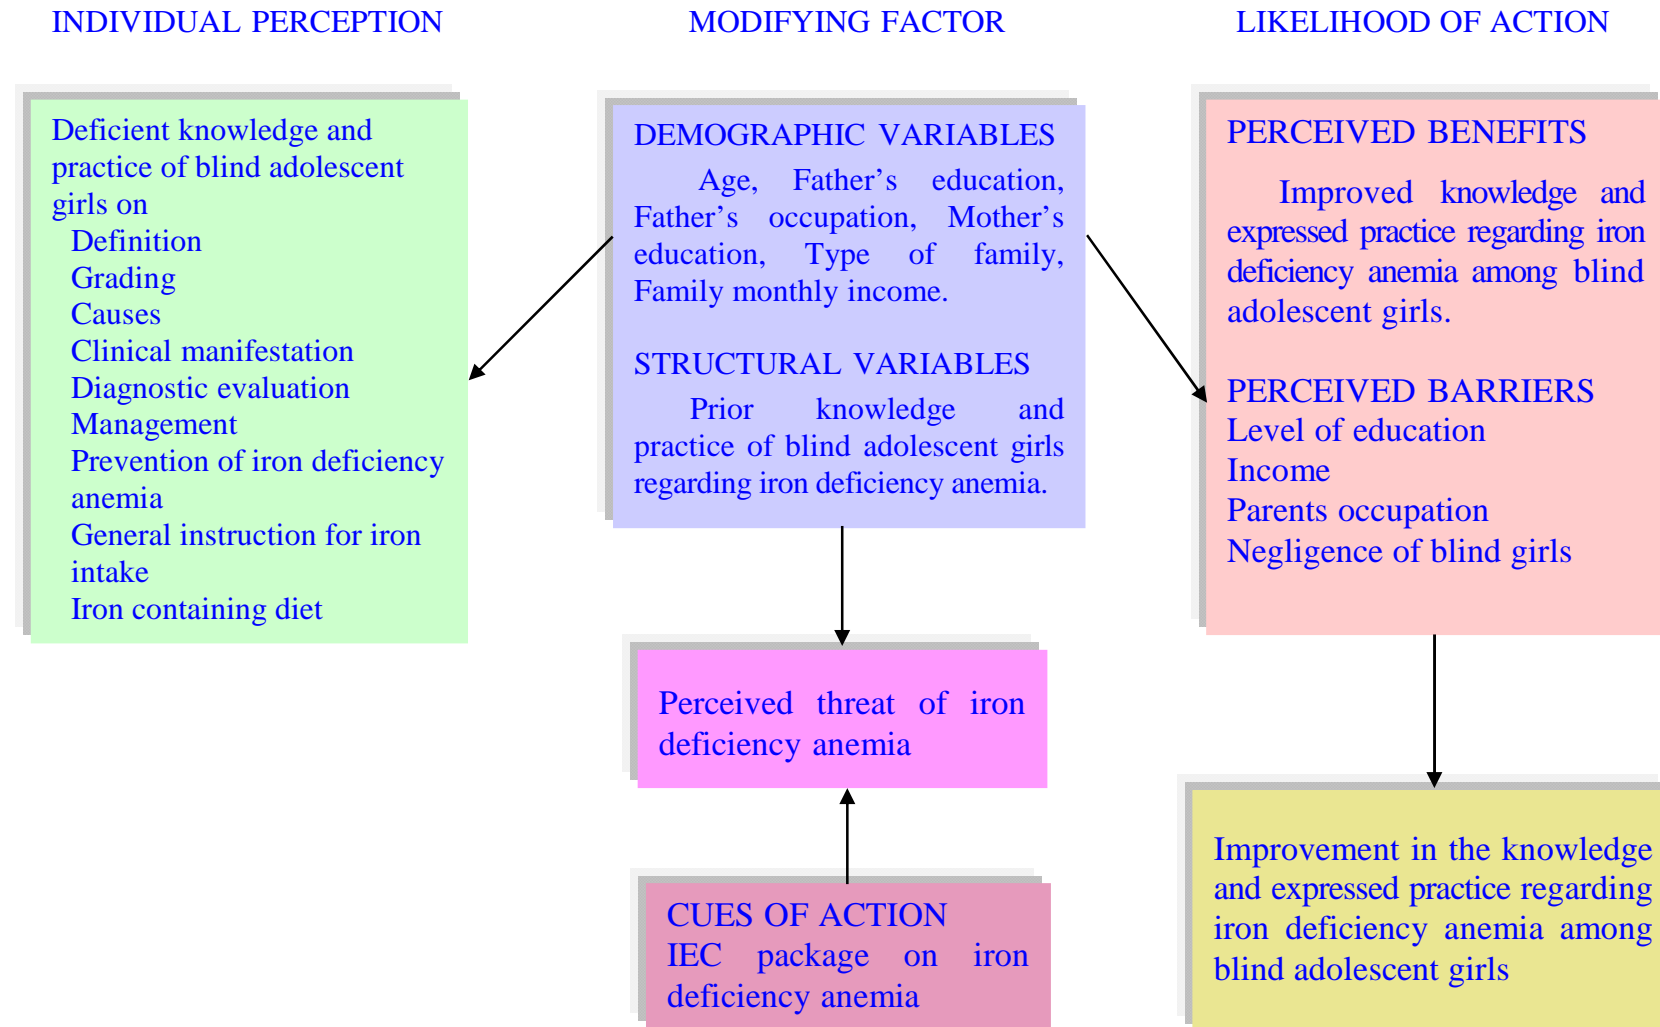 INDIVIDUAL PERCEPTION
MODIFYING FACTOR
LIKELIHOOD OF ACTION
Deficient knowledge and
practice of blind adolescent
girls on
Definition
Grading
Causes
Clinical manifestation
Diagnostic evaluation
Management
Prevention of iron deficiency
anemia
General instruction for iron
intake
Iron containing diet
DEMOGRAPHIC VARIABLES
Age, Father’s education,
Father’s occupation, Mother’s
education, Type of family,
Family monthly income.
STRUCTURAL VARIABLES
Prior knowledge and
practice of blind adolescent girls
regarding iron deficiency anemia.
Perceived threat of iron
deficiency anemia
CUES OF ACTION
IEC package on iron
deficiency anemia
PERCEIVED BENEFITS
Improved knowledge and
expressed practice regarding iron
deficiency anemia among blind
adolescent girls.
PERCEIVED BARRIERS
Level of education
Income
Parents occupation
Negligence of blind girls
Improvement in the knowledge
and expressed practice regarding
iron deficiency anemia among
blind adolescent girls